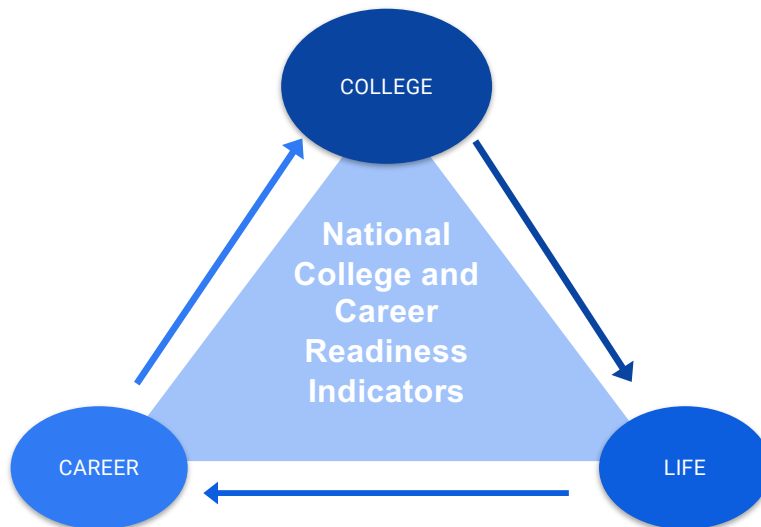 COLLEGE
National
College and
Career
Readiness
Indicators
CAREER
LIFE